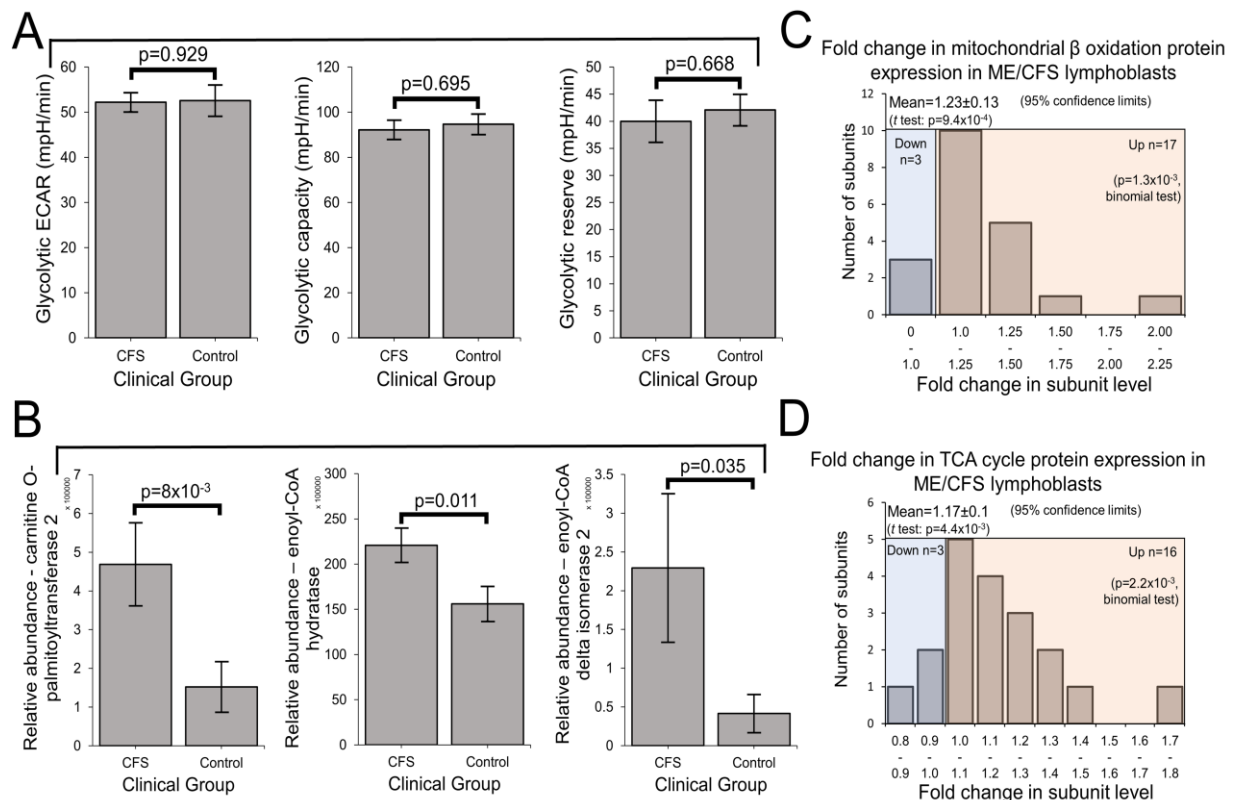 A
p=0.929
Glycolytic ECAR (mpH/min)
60
50
40
30
20
10
0
CFS Control
Clinical Group
p=0.695
Glycolytic capacity (mpH/min)
120
100
80
60
40
20
0
CFS Control
Clinical Group
p=0.668
Glycolytic reserve (mpH/min)
50
45
40
35
30
25
20
15
10
5
0
CFS Control
Clinical Group
B
p=8x10-3
Relative abundance - carnitine O-
palmitoyltransferase 2
x 100000
7
6
5
4
3
2
1
0
CFS Control
Clinical Group
p=0.011
Relative abundance – enoyl-CoA
hydratase
x 100000
300
250
200
150
100
50
0
CFS Control
Clinical Group
p=0.035
Relative abundance – enoyl-CoA
delta isomerase 2
x 100000
3.5
3
2.5
2
1.5
1
0.5
0
CFS Control
Clinical Group
C
Fold change in mitochondrial β oxidation protein
expression in ME/CFS lymphoblasts
Mean=1.23±0.13 (95% confidence limits)
(t test: p=9.4x10-4)
Down
n=3
Up n=17
(p=1.3x10-3,
binomial test)
Number of subunits
12
10
8
6
4
2
0
0 1.0 1.25 1.50 1.75 2.00
- - - - - -
1.0 1.25 1.50 1.75 2.00 2.25
Fold change in subunit level
D
Fold change in TCA cycle protein expression in
ME/CFS lymphoblasts
Mean=1.17±0.1 (95% confidence limits)
(t test: p=4.4x10-3)
Down n=3
Up n=16
(p=2.2x10-3,
binomial test)
Number of subunits
6
5
4
3
2
1
0
0.8 0.9 1.0 1.1 1.2 1.3 1.4 1.5 1.6 1.7
- - - - - - - - - -
0.9 1.0 1.1 1.2 1.3 1.4 1.5 1.6 1.7 1.8
Fold change in subunit level